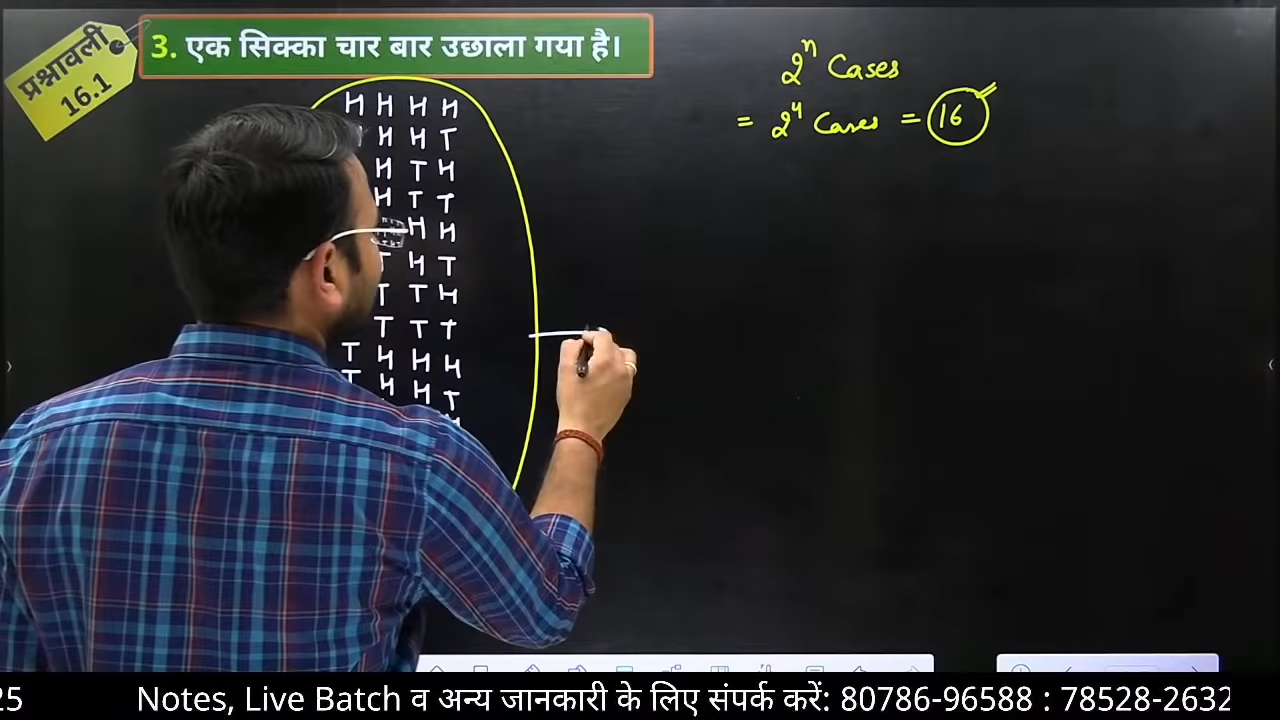 प्रश्नावली
16.1
3. एक सिक्का चार बार उछाला गया है।
2ⁿ Cases
= 2⁴ Cases = 16
H H H H
H H T
H T H
H T T
H H
T H T
T T H
T T T
T H H H
T H H T
25 Notes, Live Batch व अन्य जानकारी के लिए संपर्क करें: 80786-96588 : 78528-2632